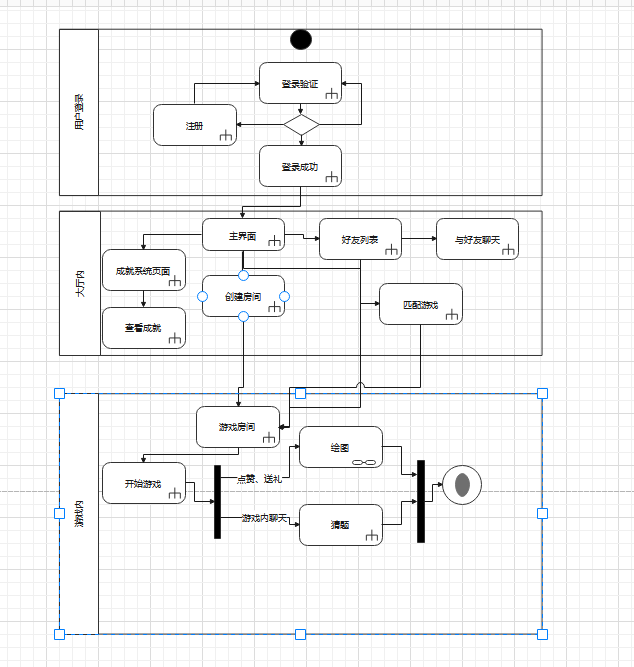 用户登录
登录验证
注册
登录成功
大厅内
主界面
好友列表
与好友聊天
成就系统页面
创建房间
匹配游戏
查看成就
游戏内
游戏房间
绘图
开始游戏
点赞、送礼
游戏内聊天
猜题